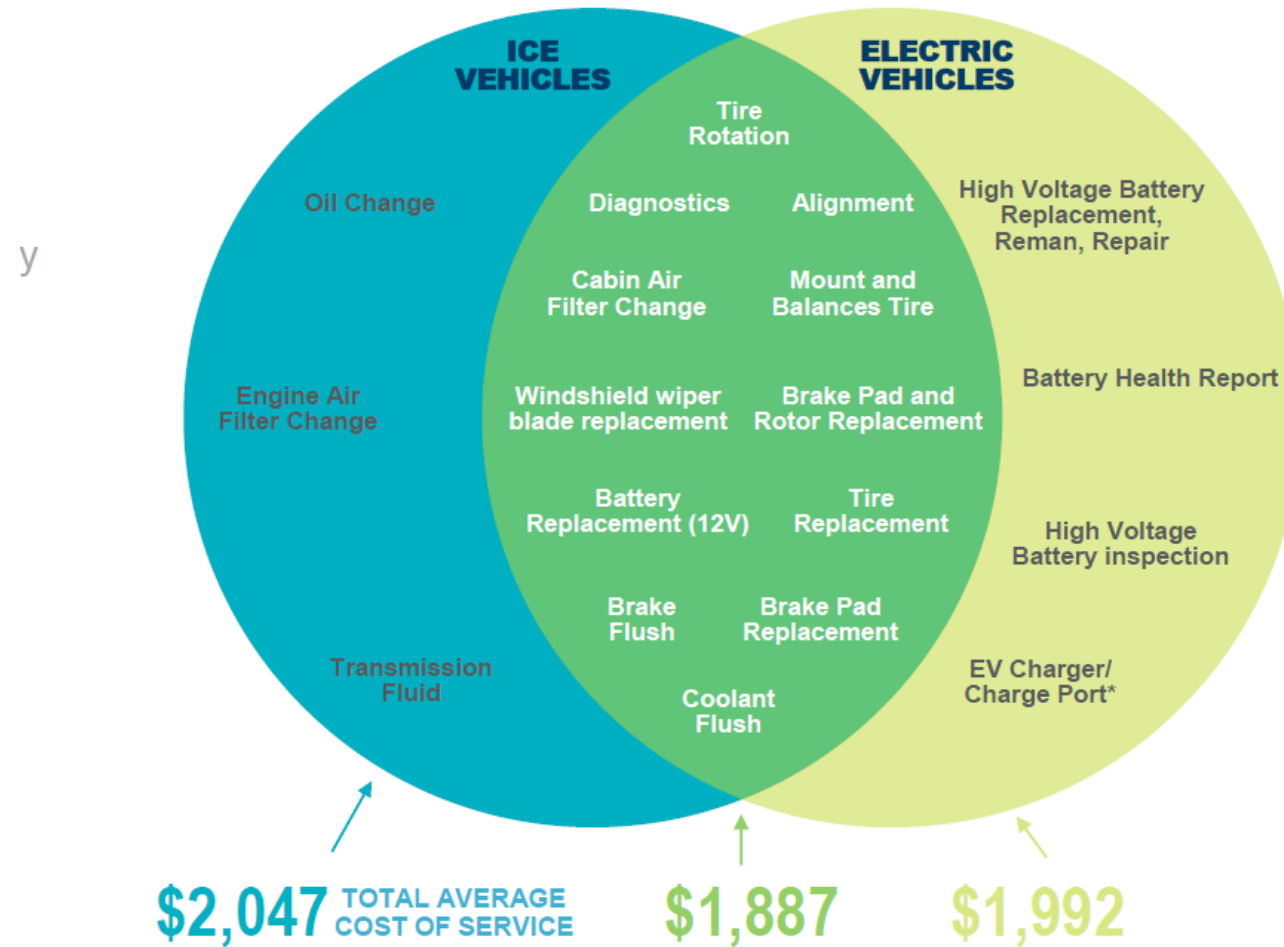 ICE
VEHICLES
ELECTRIC
VEHICLES
Tire
Rotation
Oil Change
Diagnostics
Alignment
High Voltage Battery
Replacement,
Reman, Repair
y
Cabin Air
Filter Change
Mount and
Balances Tire
Engine Air
Filter Change
Windshield wiper
blade replacement
Brake Pad and
Rotor Replacement
Battery Health Report
Battery
Replacement (12V)
Tire
Replacement
High Voltage
Battery inspection
Brake
Flush
Brake Pad
Replacement
Transmission
Fluid
Coolant
Flush
EV Charger/
Charge Port*
$2,047
TOTAL AVERAGE
COST OF SERVICE
$1,887
$1,992